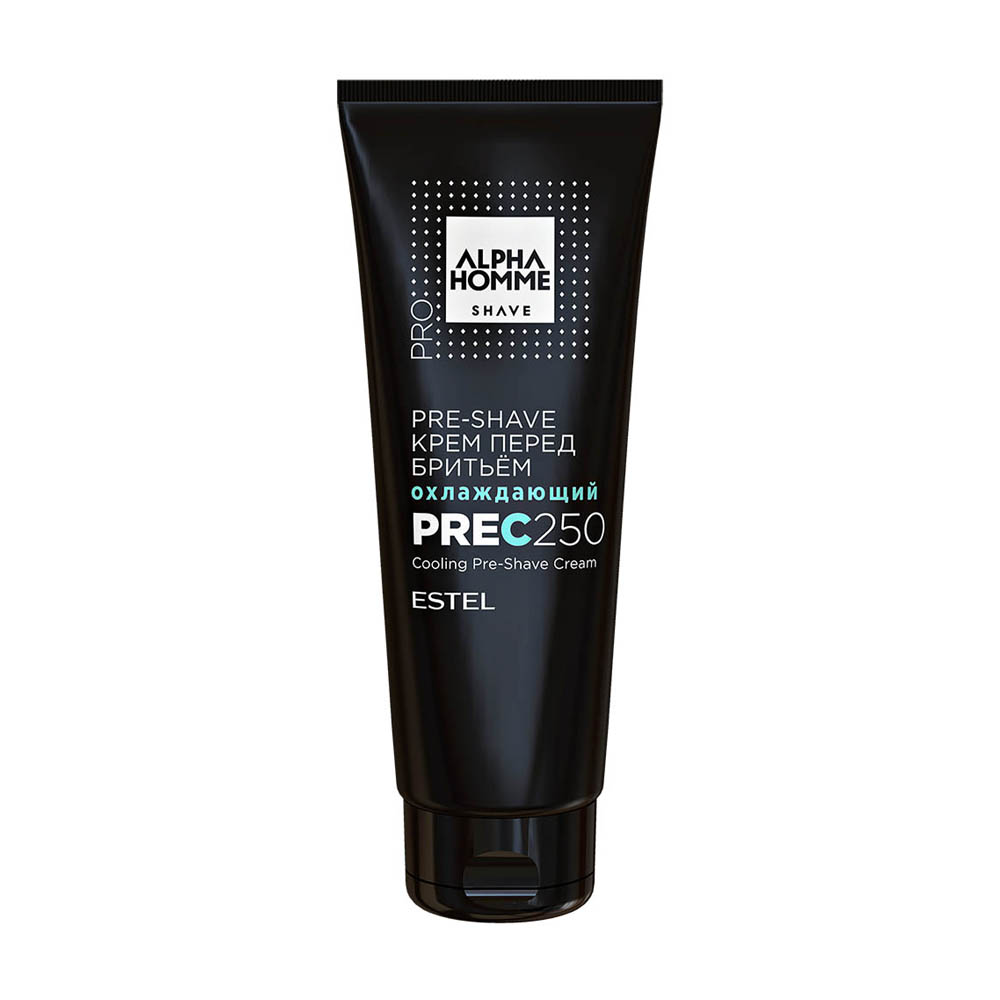 ALPHA
HOMME
SHAVE
PRO
PRE-SHAVE
КРЕМ ПЕРЕД
БРИТЬЁМ
охлаждающий
PREC250
Cooling Pre-Shave Cream
ESTEL